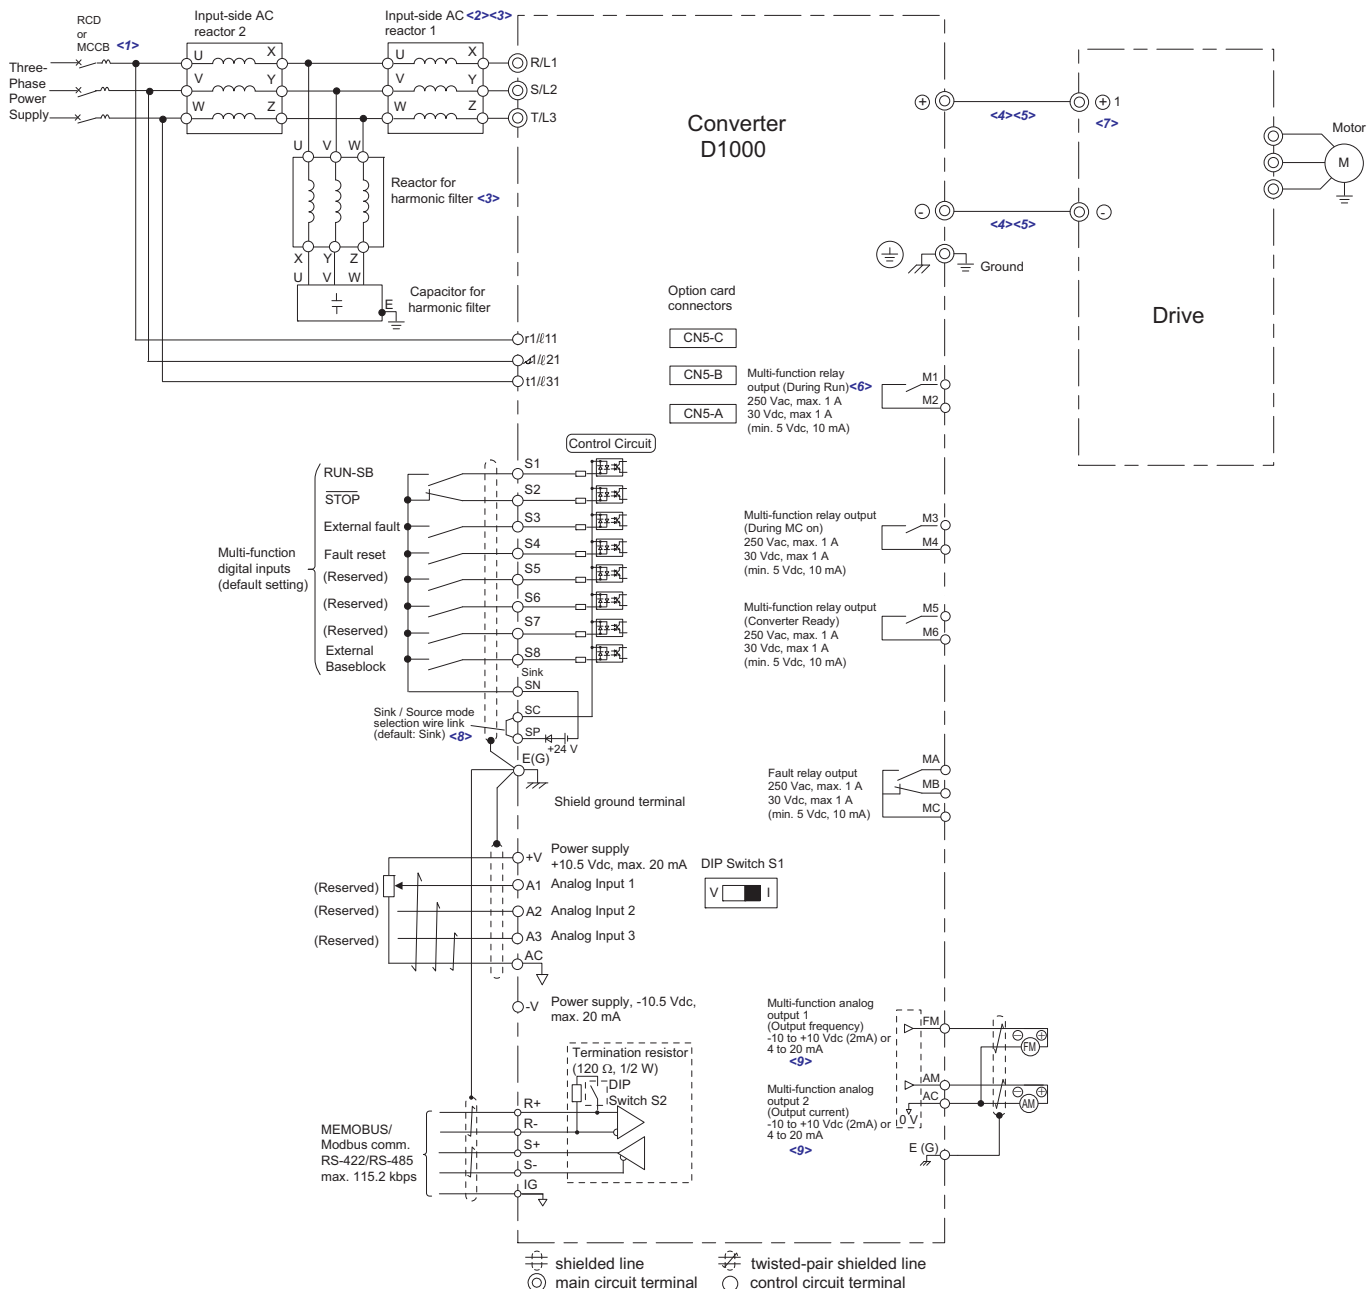 RCD
or
MCCB <1>
Three-
Phase
Power
Supply
Input-side AC
reactor 2
U X
V Y
W Z
Input-side AC <2><3>
reactor 1
U X
V Y
W Z
R/L1
S/L2
T/L3
U V W
Reactor for
harmonic filter <3>
X Y Z
U V W
Capacitor for
harmonic filter
E
r1/ℓ11
1/ℓ21
t1/ℓ31
Converter
D1000
+
<4><5>
+ 1
<7>
-
<4><5>
-
Ground
Drive
Motor
M
Option card
connectors
CN5-C
CN5-B
CN5-A
Multi-function relay
output (During Run)<6>
250 Vac, max. 1 A
30 Vdc, max 1 A
(min. 5 Vdc, 10 mA)
M1
M2
Control Circuit
Multi-function
digital inputs
(default setting)
RUN-SB
STOP
External fault
Fault reset
(Reserved)
(Reserved)
(Reserved)
External
Baseblock
S1
S2
S3
S4
S5
S6
S7
S8
Sink
SN
SC
SP
+24 V
Sink / Source mode
selection wire link
(default: Sink) <8>
E(G)
Shield ground terminal
Multi-function relay output
(During MC on)
250 Vac, max. 1 A
30 Vdc, max 1 A
(min. 5 Vdc, 10 mA)
M3
M4
Multi-function relay output
(Converter Ready)
250 Vac, max. 1 A
30 Vdc, max 1 A
(min. 5 Vdc, 10 mA)
M5
M6
Fault relay output
250 Vac, max. 1 A
30 Vdc, max 1 A
(min. 5 Vdc, 10 mA)
MA
MB
MC
+V
Power supply
+10.5 Vdc, max. 20 mA
(Reserved)
A1 Analog Input 1
(Reserved)
A2 Analog Input 2
(Reserved)
A3 Analog Input 3
AC
-V Power supply, -10.5 Vdc,
max. 20 mA
DIP Switch S1
V I
Termination resistor
(120 Ω, 1/2 W)
DIP
Switch S2
MEMOBUS/
Modbus comm.
RS-422/RS-485
max. 115.2 kbps
R+
R-
S+
S-
IG
Multi-function analog
output 1
(Output frequency)
-10 to +10 Vdc (2mA) or
4 to 20 mA
<9>
FM
- +
FM
Multi-function analog
output 2
(Output current)
-10 to +10 Vdc (2mA) or
4 to 20 mA
<9>
AM
AC
0 V
- +
AM
E (G)
shielded line
twisted-pair shielded line
main circuit terminal
control circuit terminal